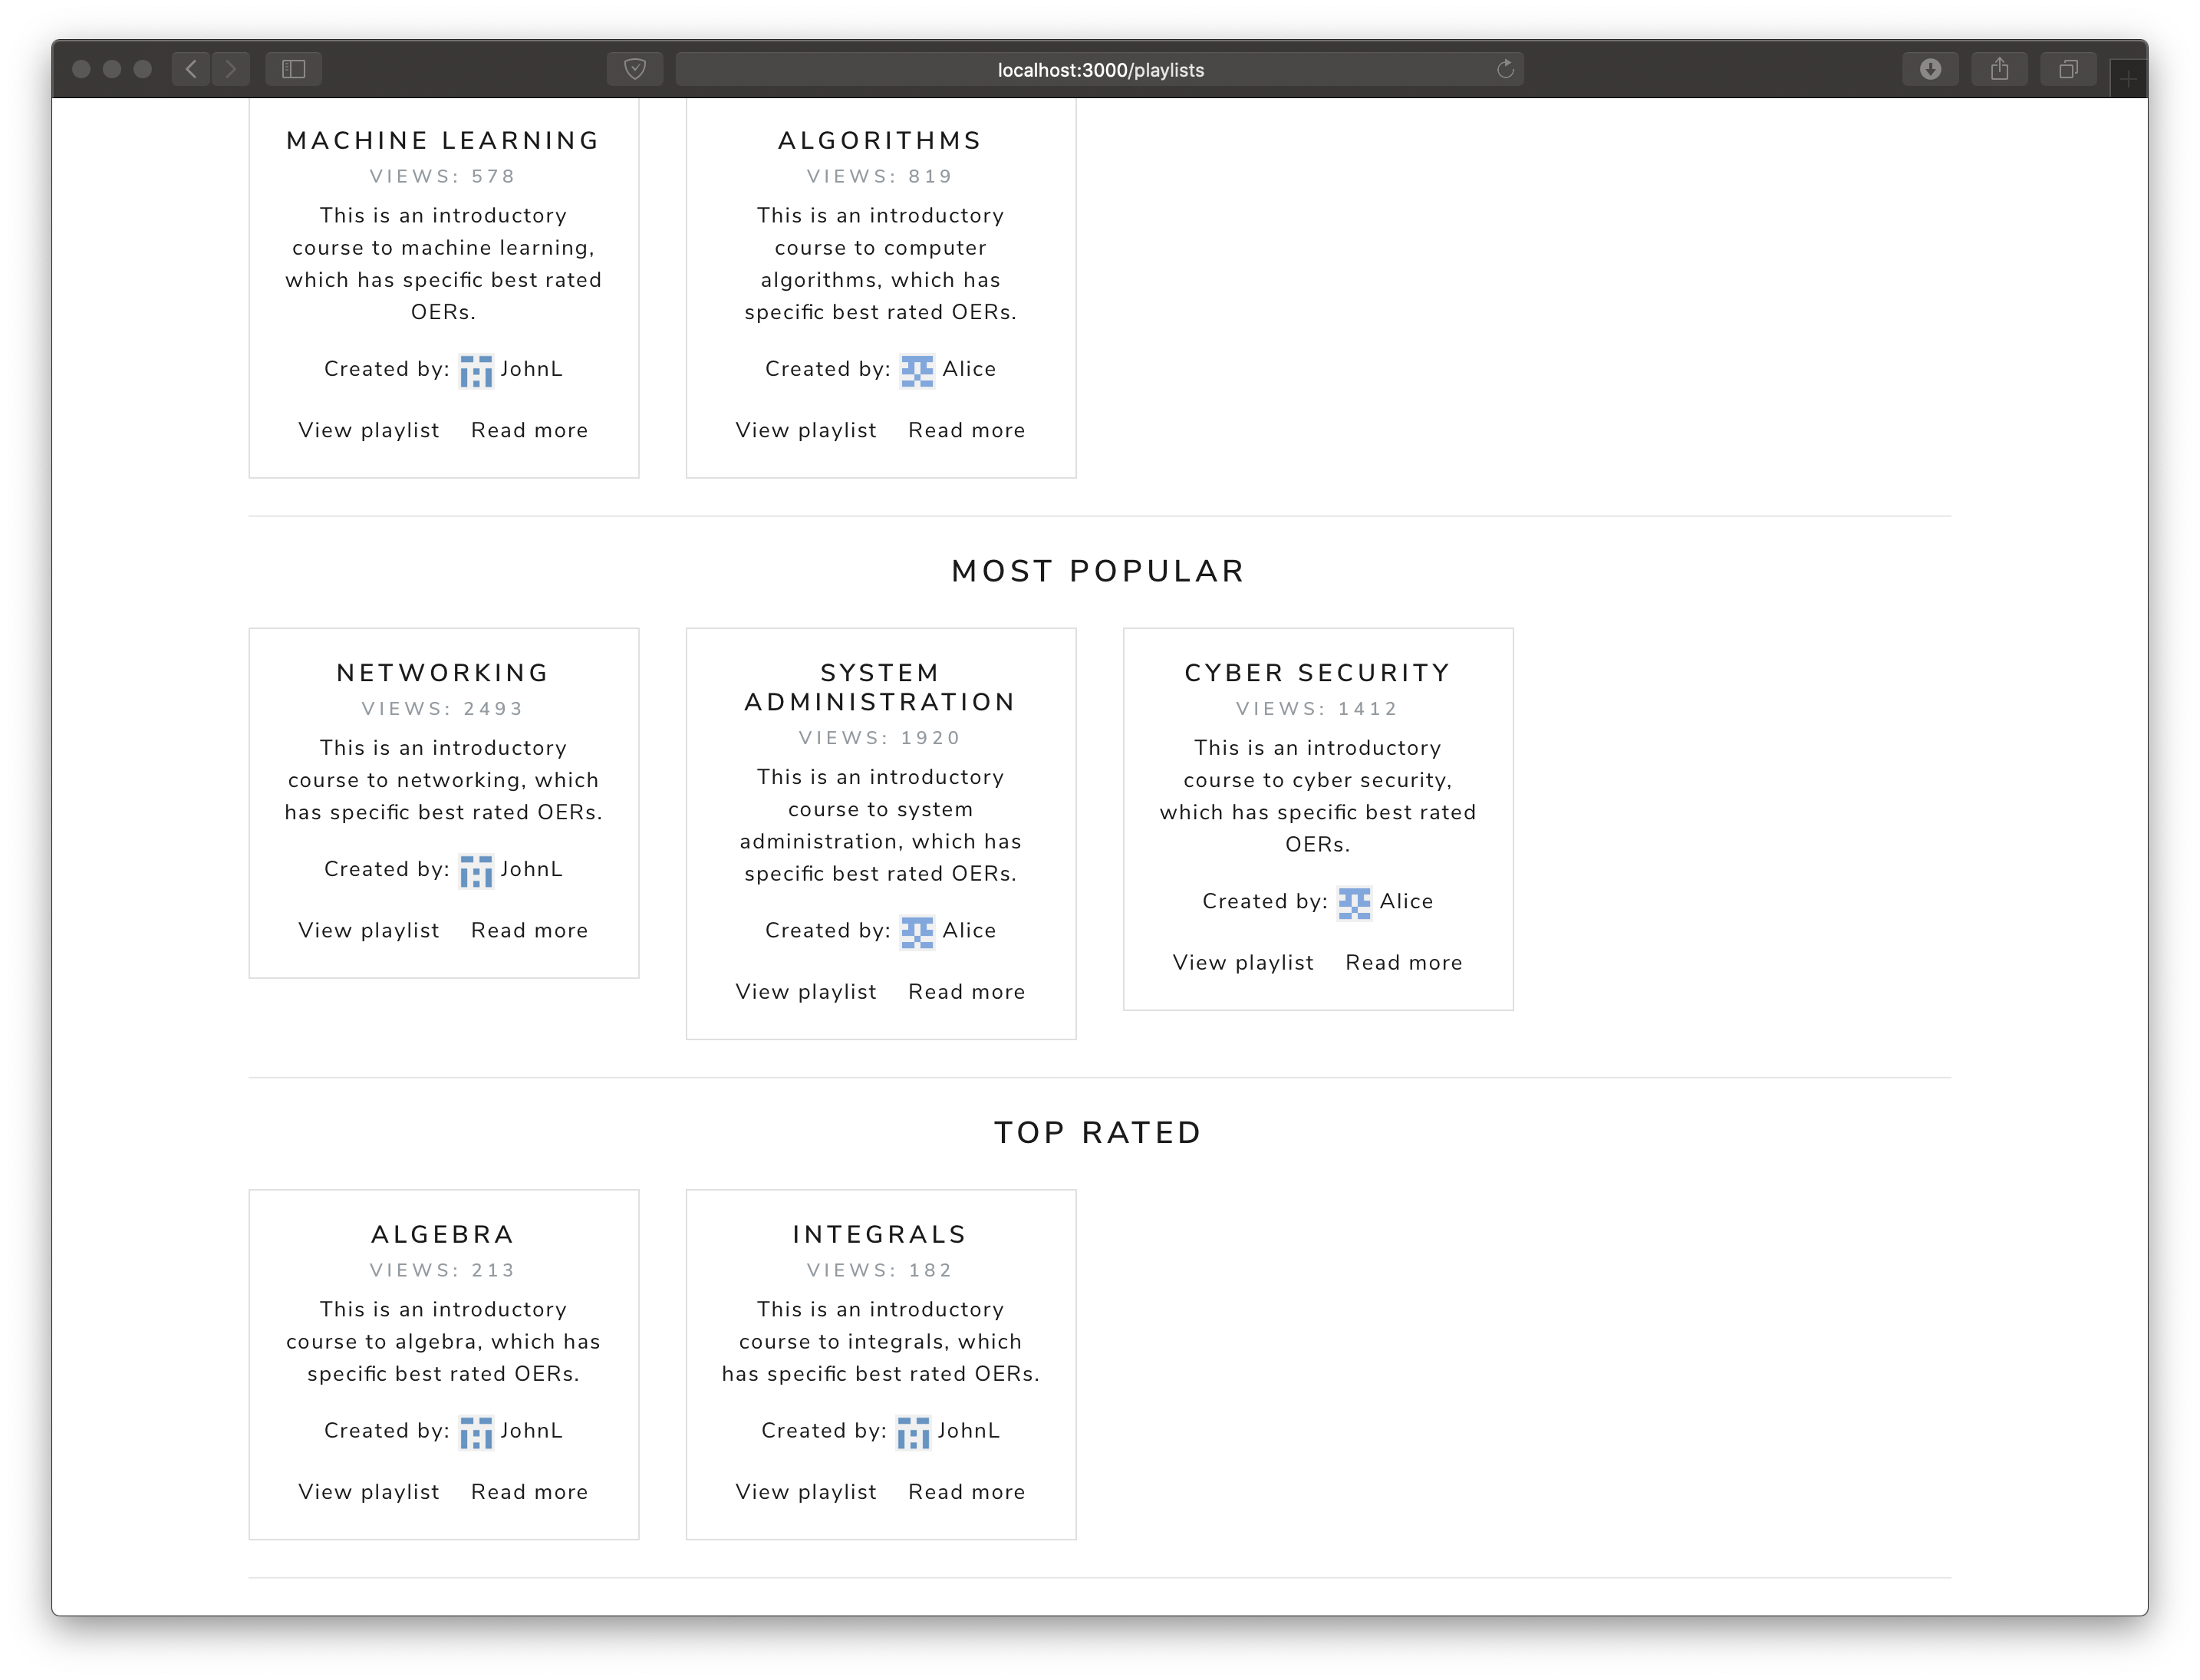 localhost:3000/playlists
MACHINE LEARNING
VIEWS: 578
This is an introductory
course to machine learning,
which has specific best rated
OERs.
Created by: JohnL
View playlist Read more
ALGORITHMS
VIEWS: 819
This is an introductory
course to computer
algorithms, which has
specific best rated OERs.
Created by: Alice
View playlist Read more
MOST POPULAR
NETWORKING
VIEWS: 2493
This is an introductory
course to networking, which
has specific best rated OERs.
Created by: JohnL
View playlist Read more
SYSTEM
ADMINISTRATION
VIEWS: 1920
This is an introductory
course to system
administration, which has
specific best rated OERs.
Created by: Alice
View playlist Read more
CYBER SECURITY
VIEWS: 1412
This is an introductory
course to cyber security,
which has specific best rated
OERs.
Created by: Alice
View playlist Read more
TOP RATED
ALGEBRA
VIEWS: 213
This is an introductory
course to algebra, which has
specific best rated OERs.
Created by: JohnL
View playlist Read more
INTEGRALS
VIEWS: 182
This is an introductory
course to integrals, which
has specific best rated OERs.
Created by: JohnL
View playlist Read more